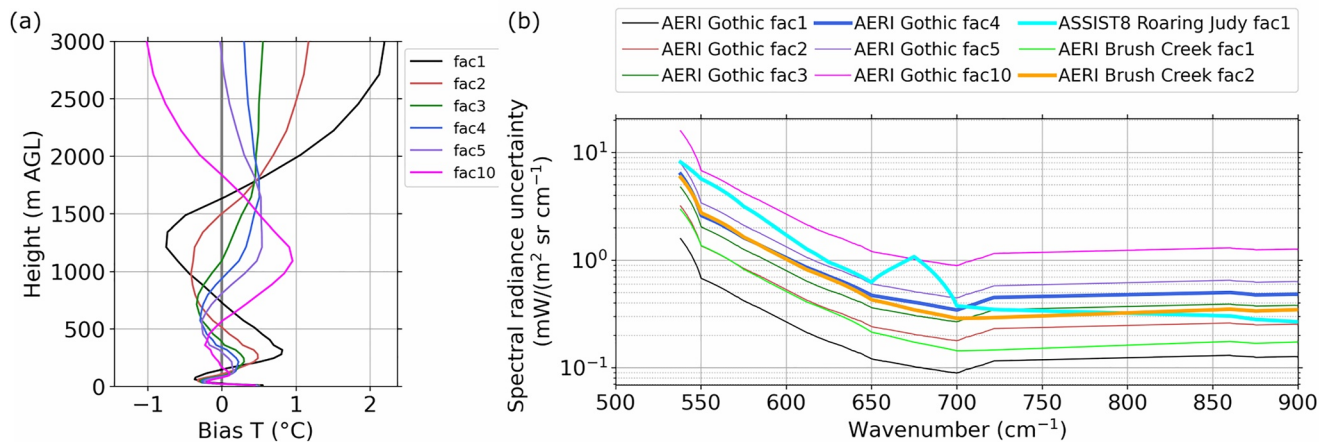 (a)
3000
2500
2000
1500
1000
500
0
Height (m AGL)
−1 0 1 2
Bias T (°C)
fac1
fac2
fac3
fac4
fac5
fac10
(b)
AERI Gothic fac1 AERI Gothic fac4 ASSIST8 Roaring Judy fac1
AERI Gothic fac2 AERI Gothic fac5 AERI Brush Creek fac1
AERI Gothic fac3 AERI Gothic fac10 AERI Brush Creek fac2
Spectral radiance uncertainty
(mW/(m² sr cm⁻¹)
10¹
10⁰
10⁻¹
500 550 600 650 700 750 800 850 900
Wavenumber (cm⁻¹)